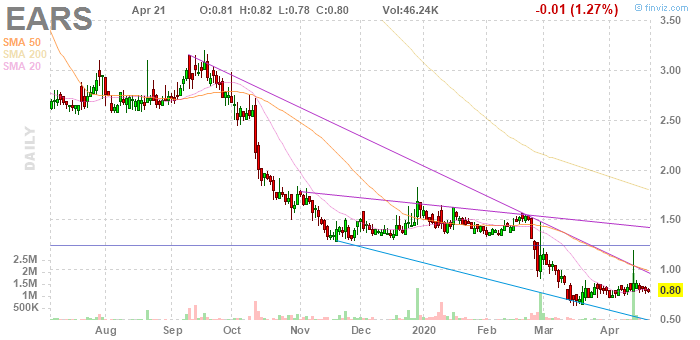 EARS Apr 21 O:0.81 H:0.82 L:0.78 C:0.80 Vol:46.24K -0.01 (1.27%) © finviz.com
SMA 50
SMA 200
SMA 20
DAILY
3.50
3.00
2.50
2.00
1.50
1.00
0.80
0.50
2.5M
2M
1.5M
1M
500K
Aug Sep Oct Nov Dec 2020 Feb Mar Apr